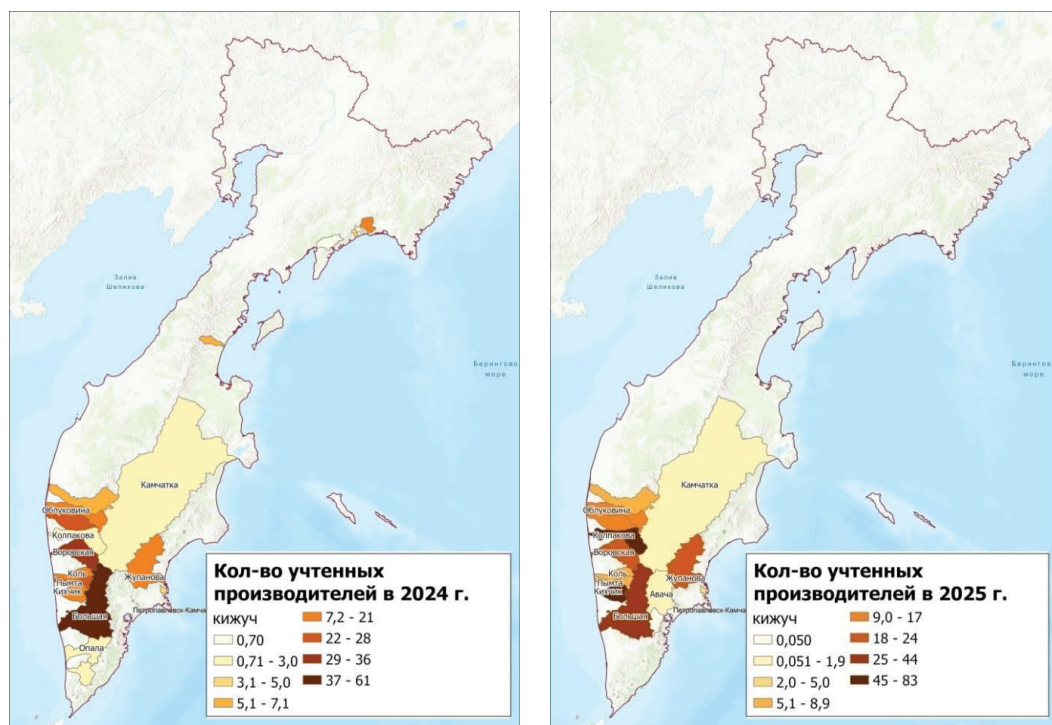 Залив
Шелихова
Берингово
море
Камчатка
Облуковина
Колпакова
Воровская
Коль
Пымта
Кихчик
Жупанова
Большая
Петропавловск-Камча
Опала
Кол-во учтенных
производителей в 2024 г.
кижуч
0,70
0,71 - 3,0
3,1 - 5,0
5,1 - 7,1
7,2 - 21
22 - 28
29 - 36
37 - 61
Залив
Шелихова
Берингово
море
Камчатка
Облуковина
Колпакова
Воровская
Коль
Пымта
Кихчик
Жупанова
Авача
Большая
Петропавловск-Камча
Кол-во учтенных
производителей в 2025 г.
кижуч
0,050
0,051 - 1,9
2,0 - 5,0
5,1 - 8,9
9,0 - 17
18 - 24
25 - 44
45 - 83